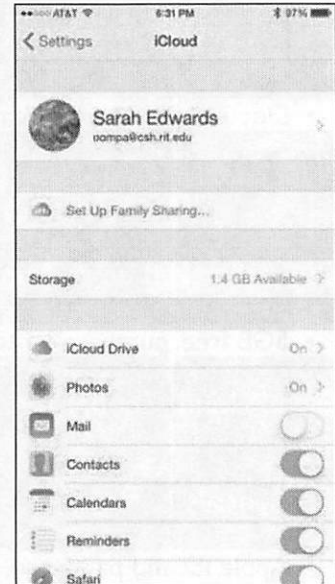 AT&T 6:31 PM 97%
Settings iCloud
Sarah Edwards
oompa@csh.rit.edu
Set Up Family Sharing...
Storage 1.4 GB Available
iCloud Drive On
Photos On
Mail
Contacts
Calendars
Reminders
Safari